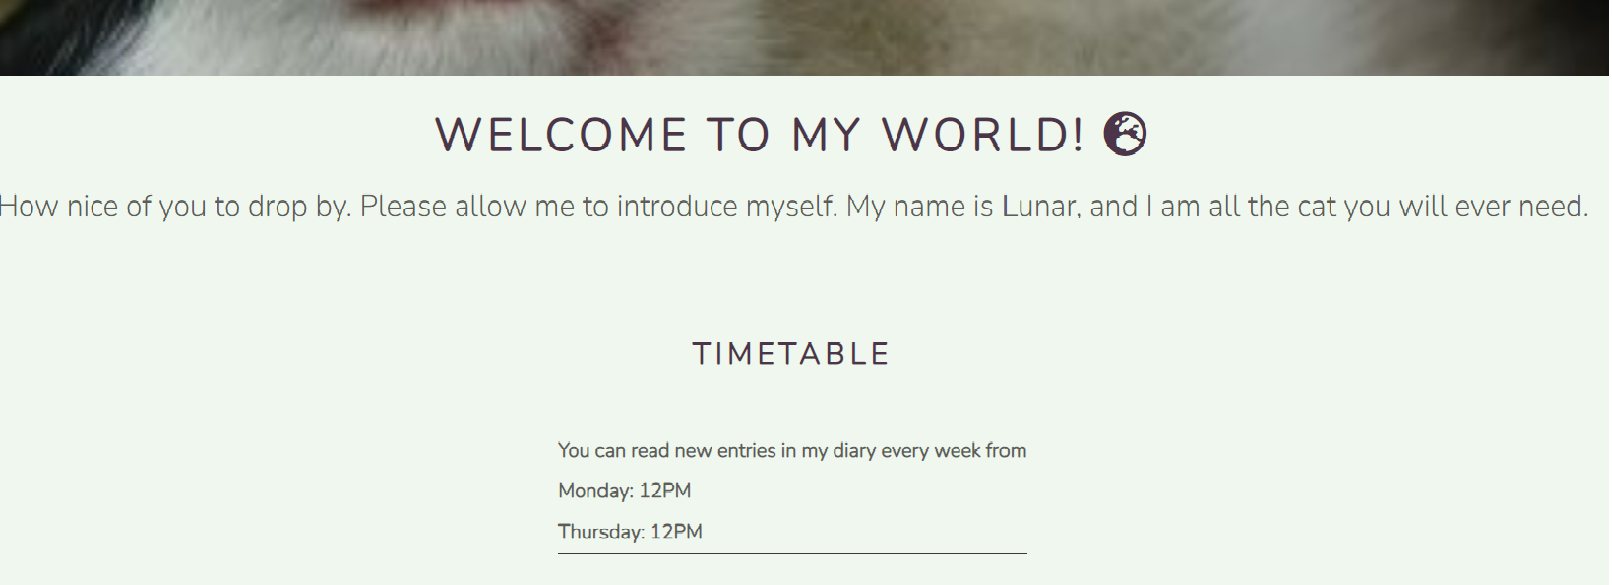 WELCOME TO MY WORLD!
How nice of you to drop by. Please allow me to introduce myself. My name is Lunar, and I am all the cat you will ever need.
TIMETABLE
You can read new entries in my diary every week from
Monday: 12PM
Thursday: 12PM